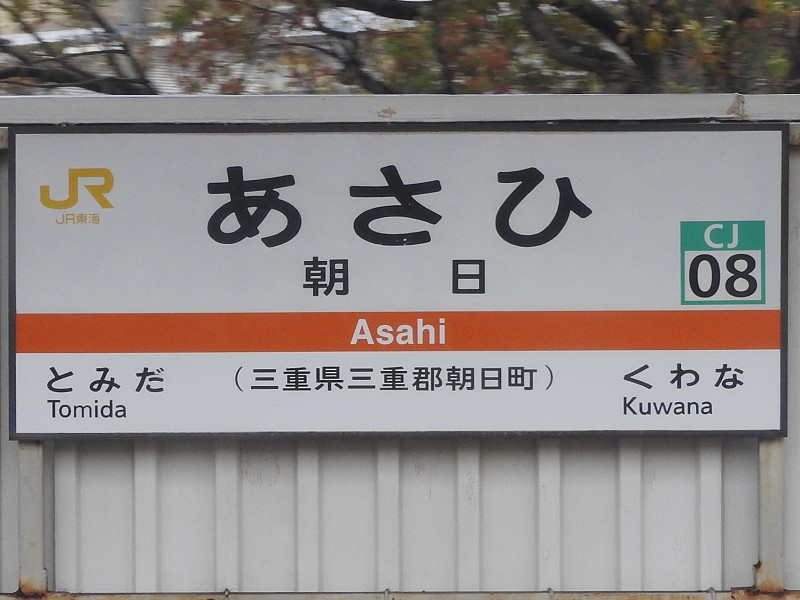 JR
JR東海
あさひ
朝日
CJ
08
Asahi
とみだ
Tomida
（三重県三重郡朝日町）
くわな
Kuwana